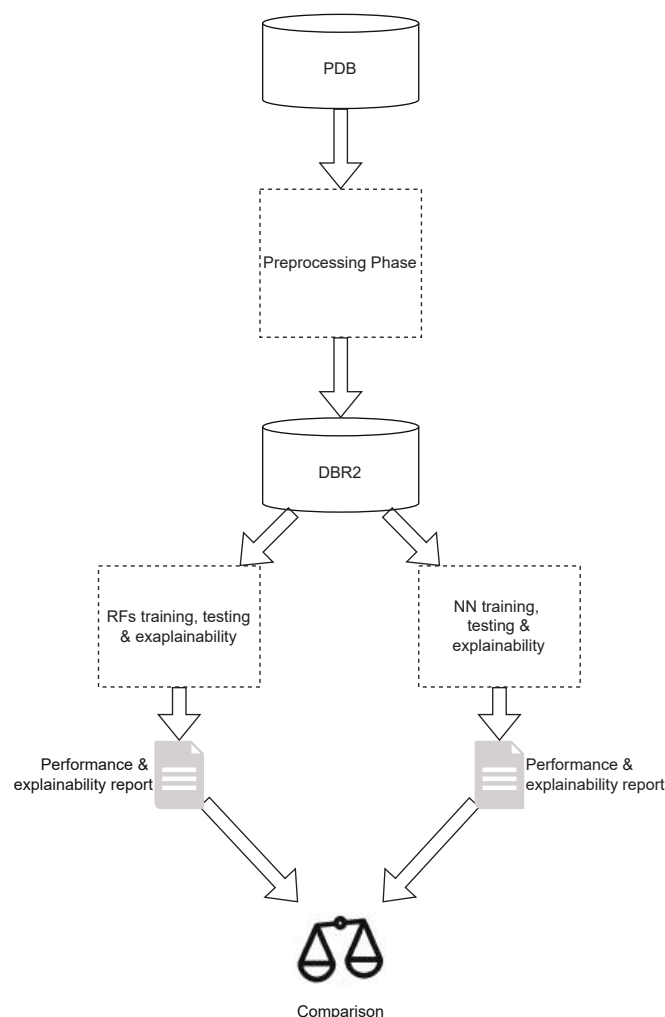 PDB
Preprocessing Phase
DBR2
RFs training, testing
& exaplainability
NN training,
testing &
explainability
Performance &
explainability report
Performance &
explainability report
Comparison